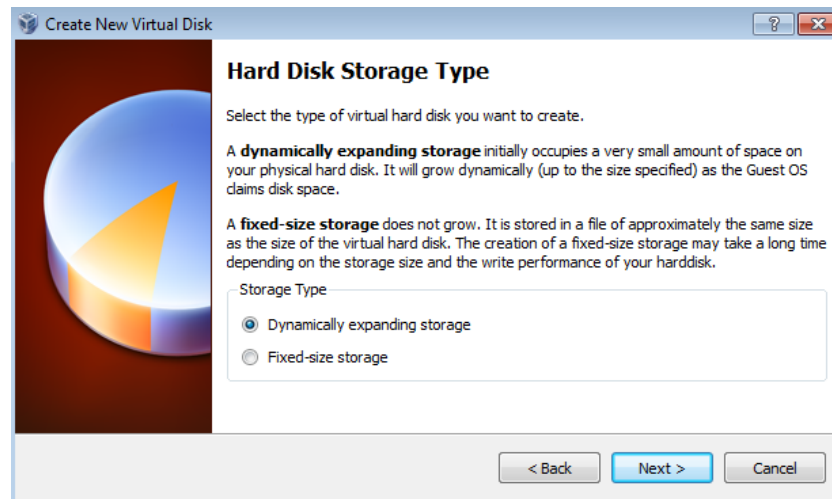 Create New Virtual Disk
Hard Disk Storage Type
Select the type of virtual hard disk you want to create.
A dynamically expanding storage initially occupies a very small amount of space on
your physical hard disk. It will grow dynamically (up to the size specified) as the Guest OS
claims disk space.
A fixed-size storage does not grow. It is stored in a file of approximately the same size
as the size of the virtual hard disk. The creation of a fixed-size storage may take a long time
depending on the storage size and the write performance of your harddisk.
Storage Type
Dynamically expanding storage
Fixed-size storage
< Back Next > Cancel